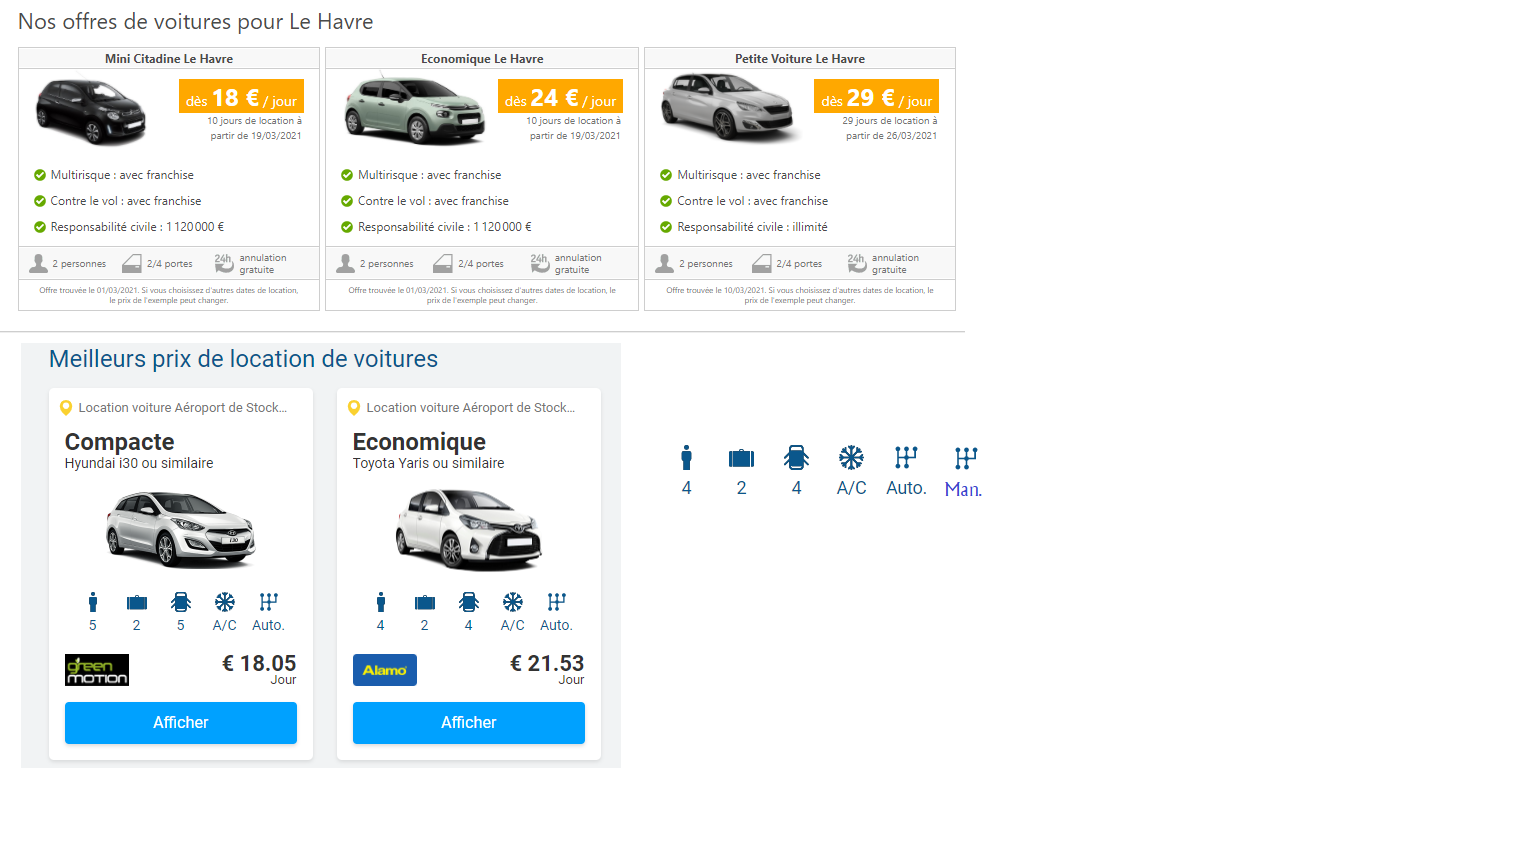 Nos offres de voitures pour Le Havre
Mini Citadine Le Havre
dès 18 € / jour
10 jours de location à
partir de 19/03/2021
Multirisque : avec franchise
Contre le vol : avec franchise
Responsabilité civile : 1 120 000 €
2 personnes
2/4 portes
24h
annulation
gratuite
Offre trouvée le 01/03/2021. Si vous choisissez d'autres dates de location,
le prix de l'exemple peut changer.
Economique Le Havre
dès 24 € / jour
10 jours de location à
partir de 19/03/2021
Multirisque : avec franchise
Contre le vol : avec franchise
Responsabilité civile : 1 120 000 €
2 personnes
2/4 portes
24h
annulation
gratuite
Offre trouvée le 01/03/2021. Si vous choisissez d'autres dates de location, le
prix de l'exemple peut changer.
Petite Voiture Le Havre
dès 29 € / jour
29 jours de location à
partir de 26/03/2021
Multirisque : avec franchise
Contre le vol : avec franchise
Responsabilité civile : illimité
2 personnes
2/4 portes
24h
annulation
gratuite
Offre trouvée le 10/03/2021. Si vous choisissez d'autres dates de location, le
prix de l'exemple peut changer.
Meilleurs prix de location de voitures
Location voiture Aéroport de Stock...
Compacte
Hyundai i30 ou similaire
i30
5 2 5 A/C Auto.
green
MOTION
€ 18.05
Jour
Afficher
Location voiture Aéroport de Stock...
Economique
Toyota Yaris ou similaire
4 2 4 A/C Auto.
Alamo
€ 21.53
Jour
Afficher
4 2 4 A/C Auto. Man.